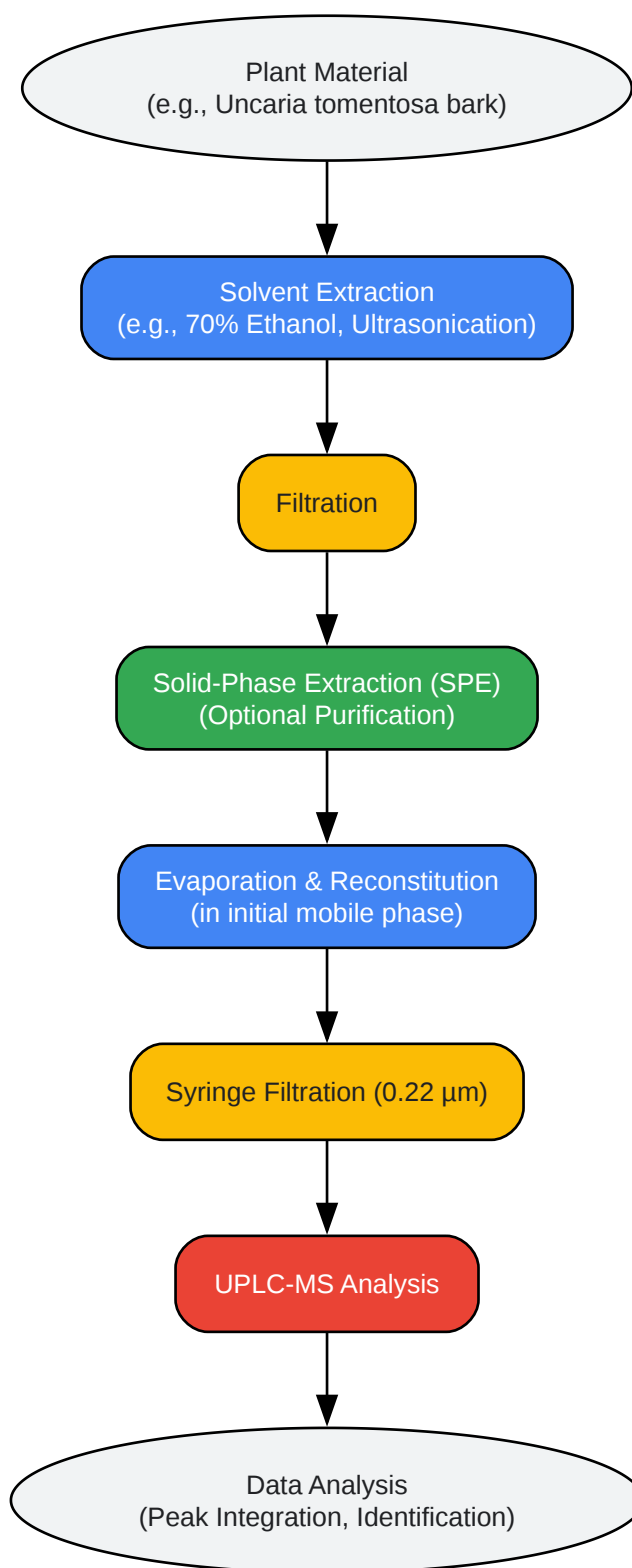 Plant Material
(e.g., Uncaria tomentosa bark)
Solvent Extraction
(e.g., 70% Ethanol, Ultrasonication)
Filtration
Solid-Phase Extraction (SPE)
(Optional Purification)
Evaporation & Reconstitution
(in initial mobile phase)
Syringe Filtration (0.22 µm)
UPLC-MS Analysis
Data Analysis
(Peak Integration, Identification)